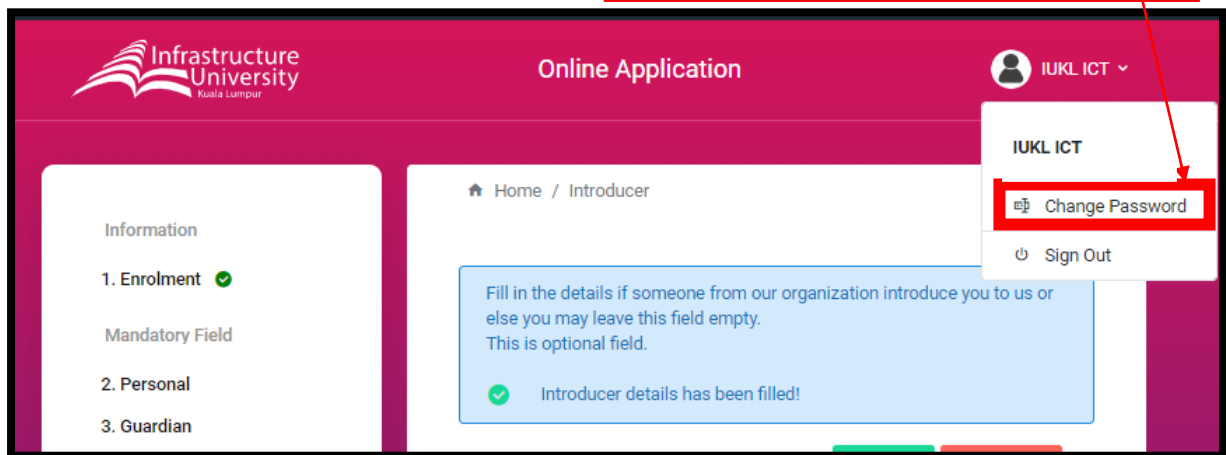 Infrastructure
University
Kuala Lumpur
Online Application
IUKL ICT
IUKL ICT
Change Password
Sign Out
Home / Introducer
Information
1. Enrolment
Mandatory Field
2. Personal
3. Guardian
Fill in the details if someone from our organization introduce you to us or
else you may leave this field empty.
This is optional field.
Introducer details has been filled!